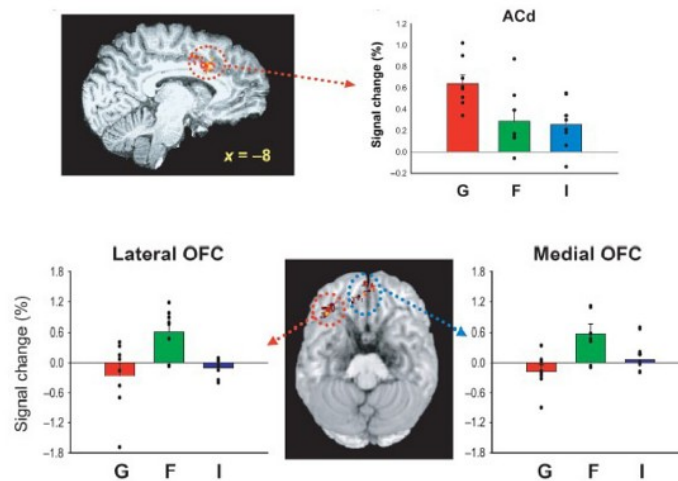 ACd
Signal change (%)
1.2
1.0
0.8
0.6
0.4
0.2
0.0
–0.2
G F I
x = –8
Lateral OFC
Signal change (%)
1.8
1.2
0.6
0.0
–0.6
–1.2
–1.8
G F I
Medial OFC
1.8
1.2
0.6
0.0
–0.6
–1.2
–1.8
G F I